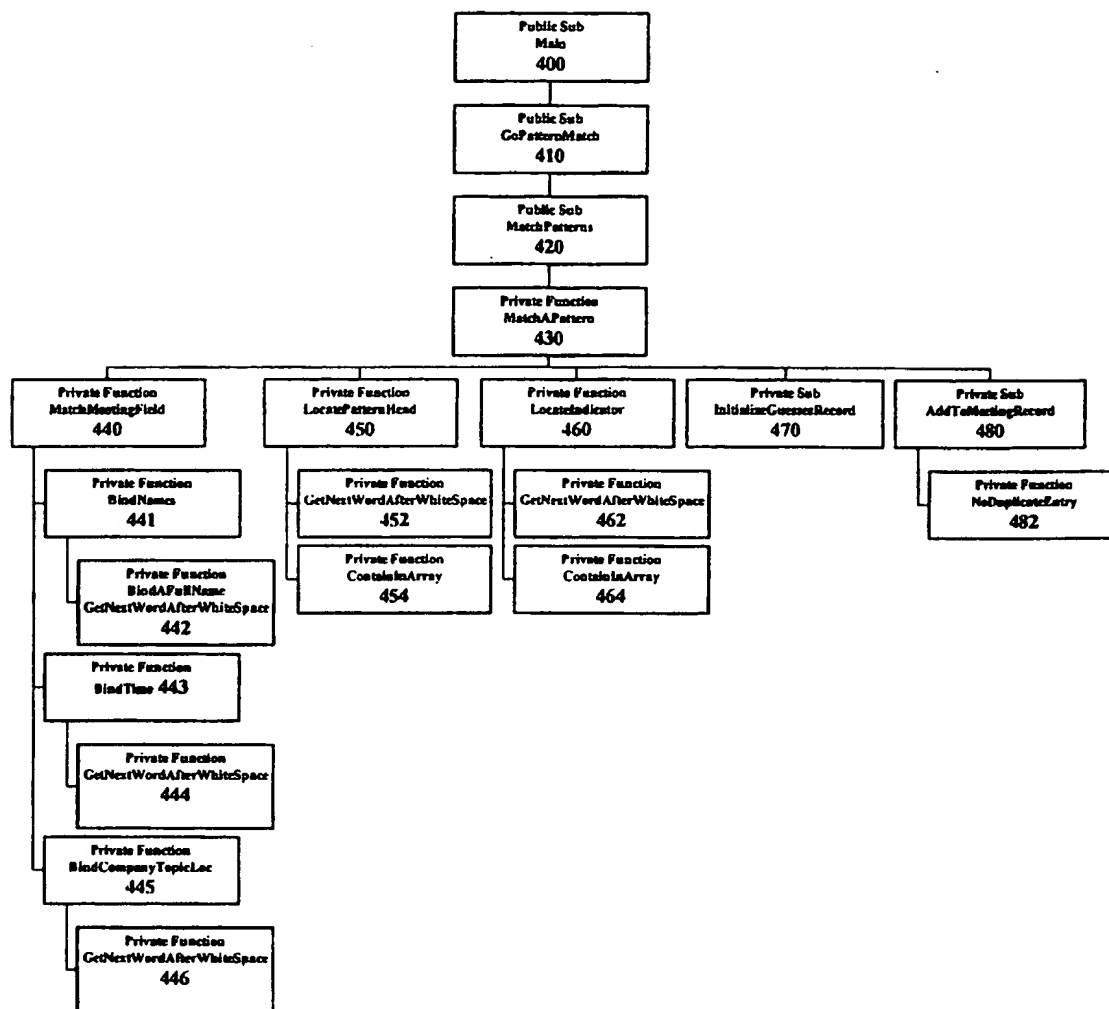 Public Sub
Main
400
Public Sub
GoPatternMatch
410
Public Sub
MatchPatterns
420
Private Function
MatchAPattern
430
Private Function
MatchMeetingField
440
Private Function
LocatePatternHead
450
Private Function
LocateIndicator
460
Private Sub
InitializeGuessesRecord
470
Private Sub
AddToMeetingRecord
480
Private Function
BindNames
441
Private Function
GetNextWordAfterWhiteSpace
452
Private Function
GetNextWordAfterWhiteSpace
462
Private Function
NoDuplicateEntry
482
Private Function
ContainInArray
454
Private Function
ContainInArray
464
Private Function
BindAFullName
GetNextWordAfterWhiteSpace
442
Private Function
BindTime 443
Private Function
GetNextWordAfterWhiteSpace
444
Private Function
BindCompanyTopicLoc
445
Private Function
GetNextWordAfterWhiteSpace
446